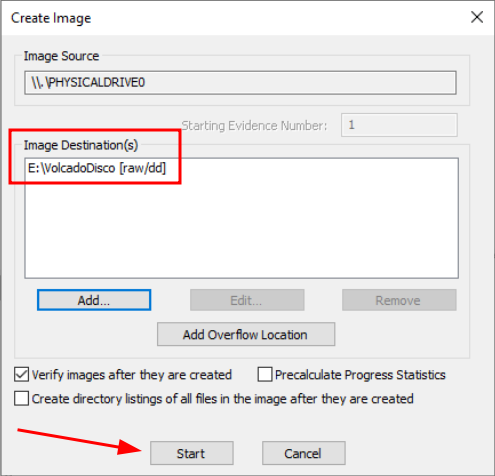 Create Image
Image Source
\\.\PHYSICALDRIVE0
Starting Evidence Number: 1
Image Destination(s)
E:\VolcadoDisco [raw/dd]
Add... Edit... Remove
Add Overflow Location
Verify images after they are created Precalculate Progress Statistics
Create directory listings of all files in the image after they are created
Start Cancel